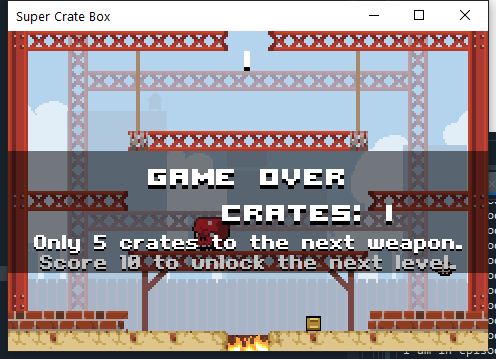 Super Crate Box
1
GAME OVER
CRATES: 1
Only 5 crates to the next weapon.
Score 10 to unlock the next level.